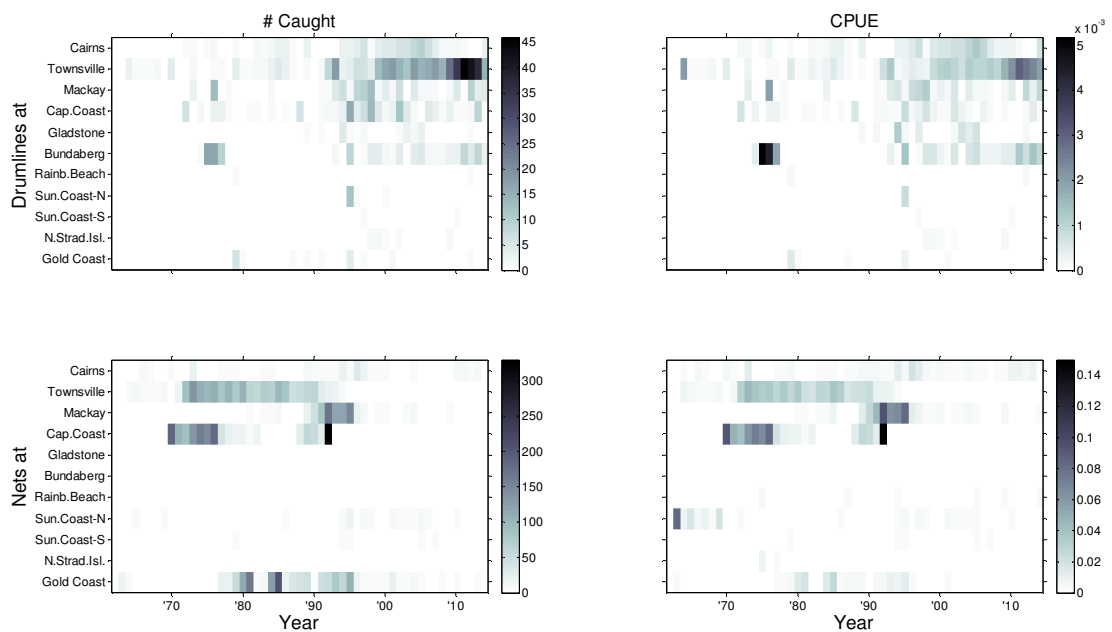 # Caught
CPUE
x 10⁻³
Drumlines at
Cairns
Townsville
Mackay
Cap.Coast
Gladstone
Bundaberg
Rainb.Beach
Sun.Coast-N
Sun.Coast-S
N.Strad.Isl.
Gold Coast
45
40
35
30
25
20
15
10
5
0
5
4
3
2
1
0
Nets at
Cairns
Townsville
Mackay
Cap.Coast
Gladstone
Bundaberg
Rainb.Beach
Sun.Coast-N
Sun.Coast-S
N.Strad.Isl.
Gold Coast
300
250
200
150
100
50
0
0.14
0.12
0.1
0.08
0.06
0.04
0.02
0
'70 '80 '90 '00 '10
Year
'70 '80 '90 '00 '10
Year